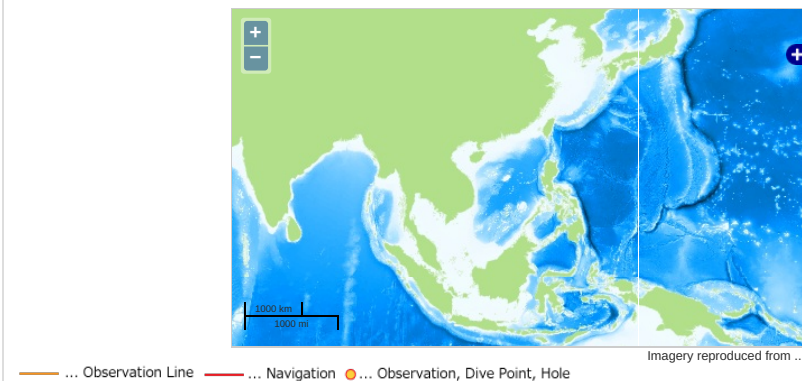 +
−
+
1000 km
1000 mi
Imagery reproduced from ...
... Observation Line ... Navigation ... Observation, Dive Point, Hole